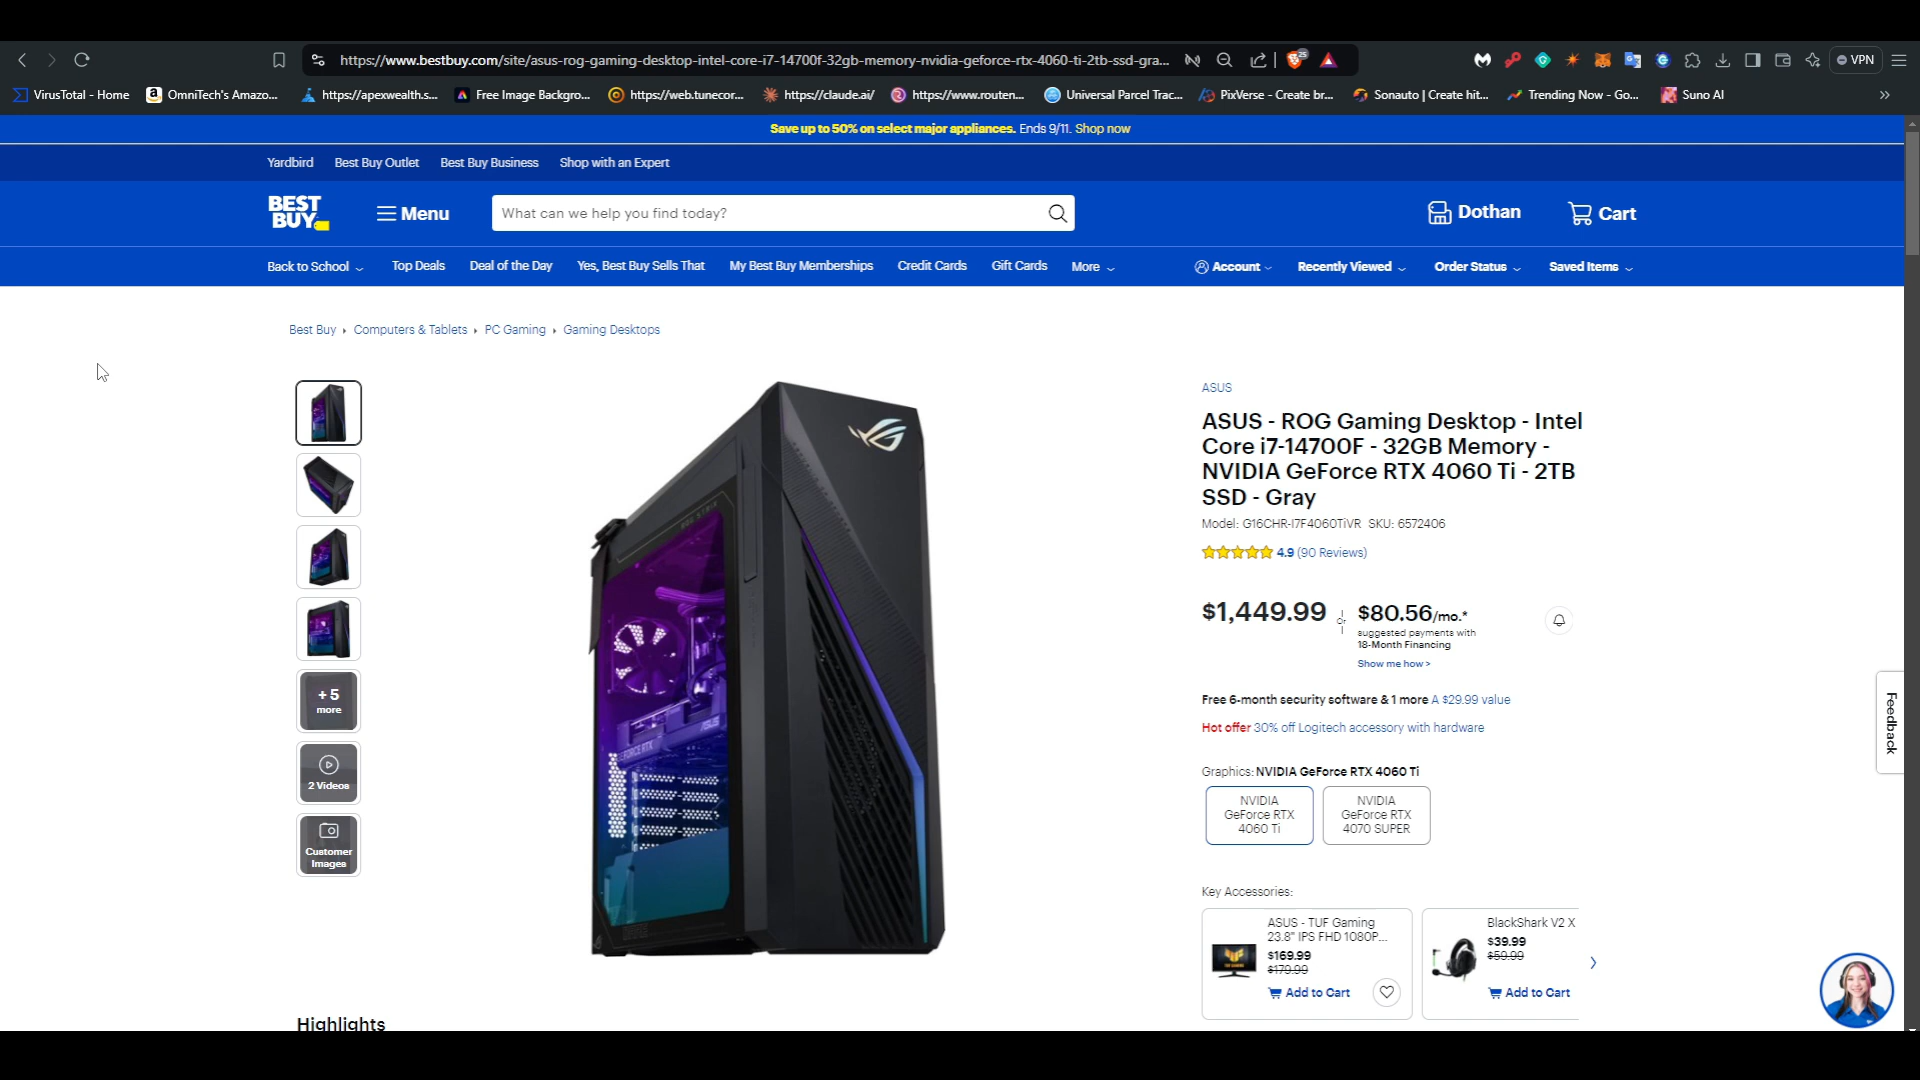 https://www.bestbuy.com/site/asus-rog-gaming-desktop-intel-core-i7-14700f-32gb-memory-nvidia-geforce-rtx-4060-ti-2tb-ssd-gra...
25
VPN
VirusTotal - Home
OmniTech's Amazo...
https://apexwealth.s...
Free Image Backgro...
https://web.tunecor...
https://claude.ai/
https://www.routen...
Universal Parcel Trac...
PixVerse - Create br...
Sonauto | Create hit...
Trending Now - Go...
Suno AI
Save up to 50% on select major appliances. Ends 9/11. Shop now
Yardbird
Best Buy Outlet
Best Buy Business
Shop with an Expert
BEST
BUY
Menu
What can we help you find today?
Dothan
Cart
Back to School
Top Deals
Deal of the Day
Yes, Best Buy Sells That
My Best Buy Memberships
Credit Cards
Gift Cards
More
Account
Recently Viewed
Order Status
Saved Items
Best Buy
Computers & Tablets
PC Gaming
Gaming Desktops
+ 5
more
2 Videos
Customer
Images
GEFORCE RTX
ASUS
ASUS - ROG Gaming Desktop - Intel
Core i7-14700F - 32GB Memory -
NVIDIA GeForce RTX 4060 Ti - 2TB
SSD - Gray
Model: G16CHR-I7F4060TiVR SKU: 6572406
4.9 (90 Reviews)
$1,449.99
or
$80.56/mo.*
suggested payments with
18-Month Financing
Show me how >
Free 6-month security software & 1 more A $29.99 value
Hot offer 30% off Logitech accessory with hardware
Graphics: NVIDIA GeForce RTX 4060 Ti
NVIDIA
GeForce RTX
4060 Ti
NVIDIA
GeForce RTX
4070 SUPER
Key Accessories:
ASUS - TUF Gaming
23.8" IPS FHD 1080P...
$169.99
$179.99
Add to Cart
BlackShark V2 X
$39.99
$59.99
Add to Cart
Feedback
Highlights